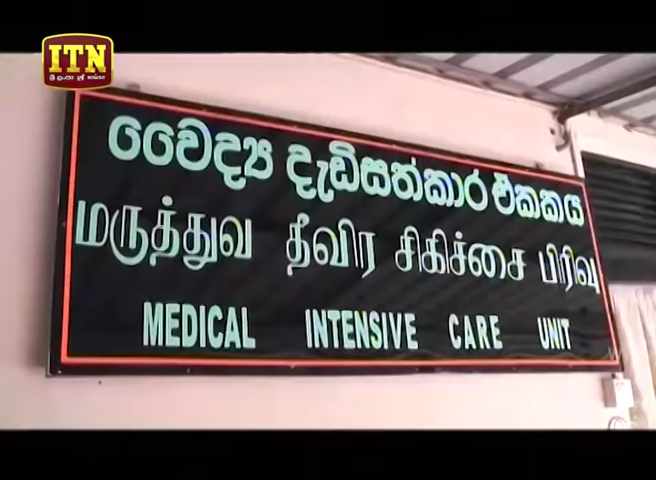 ITN
වෛද්‍ය දැඩිසත්කාර ඒකකය
மருத்துவ தீவிர சிகிச்சை பிரிவு
MEDICAL INTENSIVE CARE UNIT